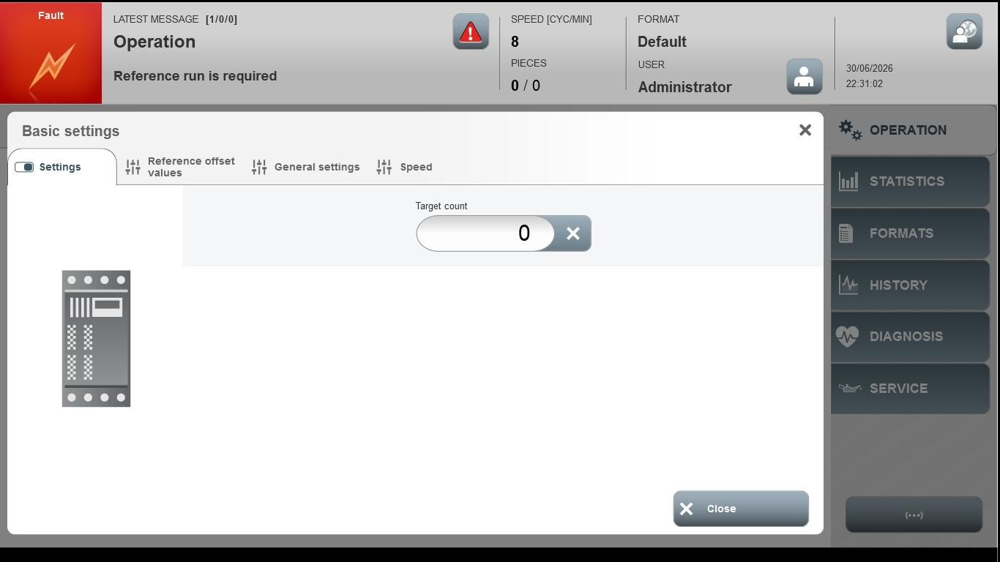 Fault
LATEST MESSAGE [1/0/0]
Operation
Reference run is required
SPEED [CYC/MIN]
8
PIECES
0 / 0
FORMAT
Default
USER
Administrator
30/06/2026
22:31:02
Basic settings
Settings
Reference offset
values
General settings
Speed
Target count
0
Close
OPERATION
STATISTICS
FORMATS
HISTORY
DIAGNOSIS
SERVICE
(•••)